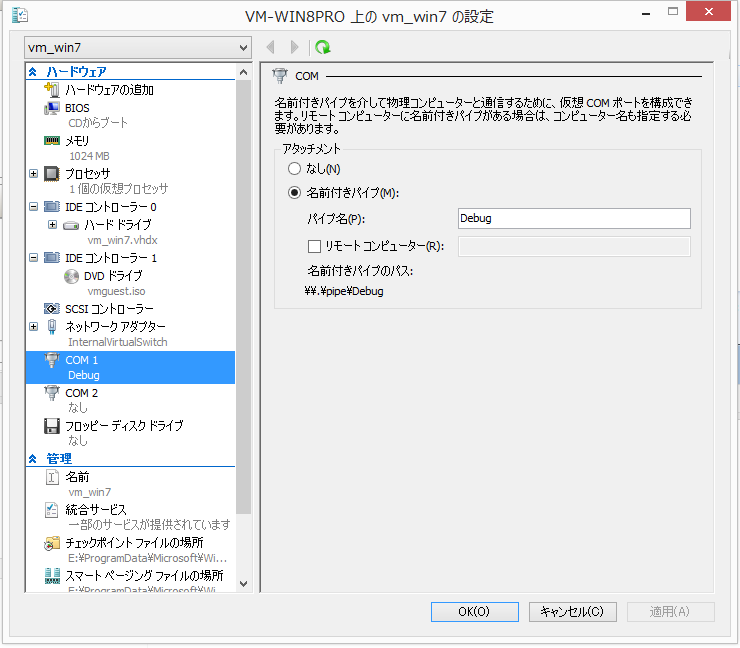 VM-WIN8PRO 上の vm_win7 の設定
vm_win7
ハードウェア
ハードウェアの追加
BIOS
CDからブート
メモリ
1024 MB
プロセッサ
1 個の仮想プロセッサ
IDE コントローラー 0
ハード ドライブ
vm_win7.vhdx
IDE コントローラー 1
DVD ドライブ
vmguest.iso
SCSI コントローラー
ネットワーク アダプター
InternalVirtualSwitch
COM 1
Debug
COM 2
なし
フロッピー ディスク ドライブ
なし
管理
名前
vm_win7
統合サービス
一部のサービスが提供されています
チェックポイント ファイルの場所
E:¥ProgramData¥Microsoft¥Wi...
スマート ページング ファイルの場所
E:¥ProgramData¥Microsoft¥Wi
COM
名前付きパイプを介して物理コンピューターと通信するために、仮想 COM ポートを構成でき
ます。リモート コンピューターに名前付きパイプがある場合は、コンピューター名も指定する必
要があります。
アタッチメント
なし(N)
名前付きパイプ(M):
パイプ名(P):
Debug
リモート コンピューター(R):
名前付きパイプのパス:
¥¥.¥pipe¥Debug
OK(O)
キャンセル(C)
適用(A)